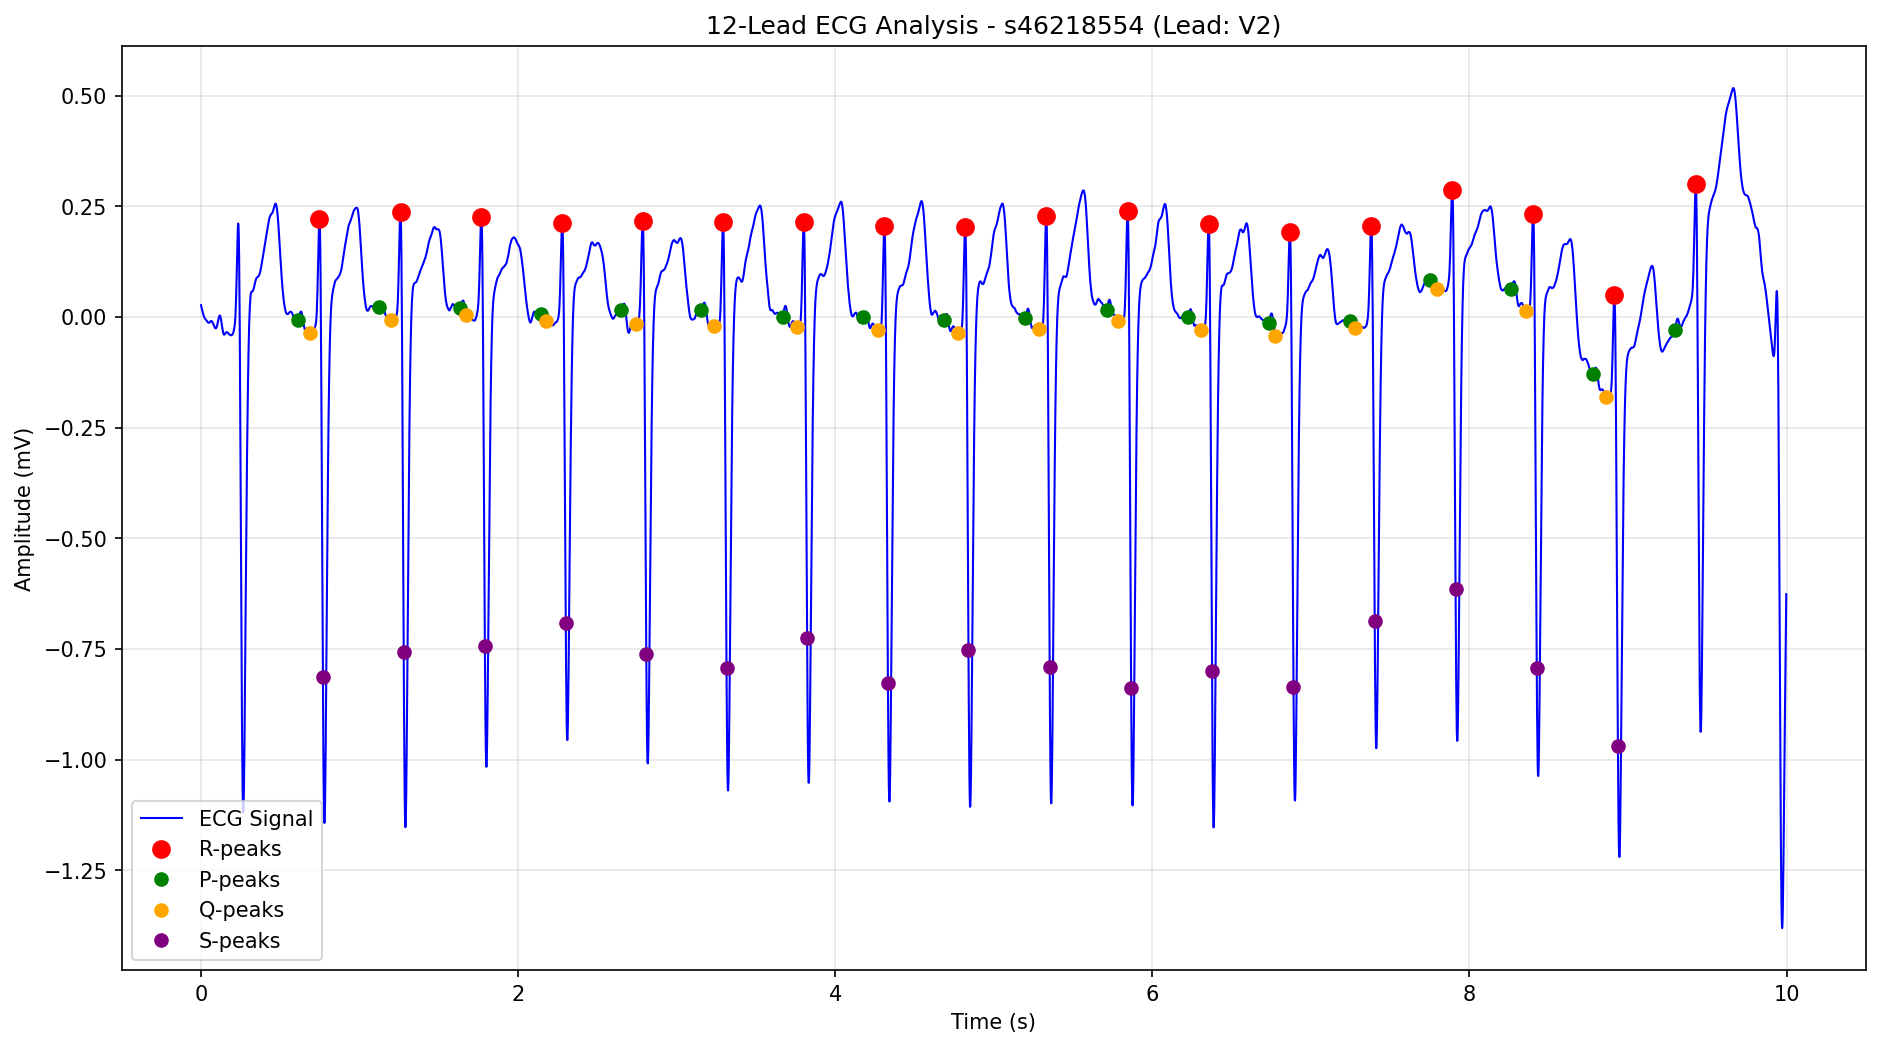 12-Lead ECG Analysis - s46218554 (Lead: V2)
Amplitude (mV)
0.50
0.25
0.00
−0.25
−0.50
−0.75
−1.00
−1.25
ECG Signal
R-peaks
P-peaks
Q-peaks
S-peaks
0 2 4 6 8 10
Time (s)